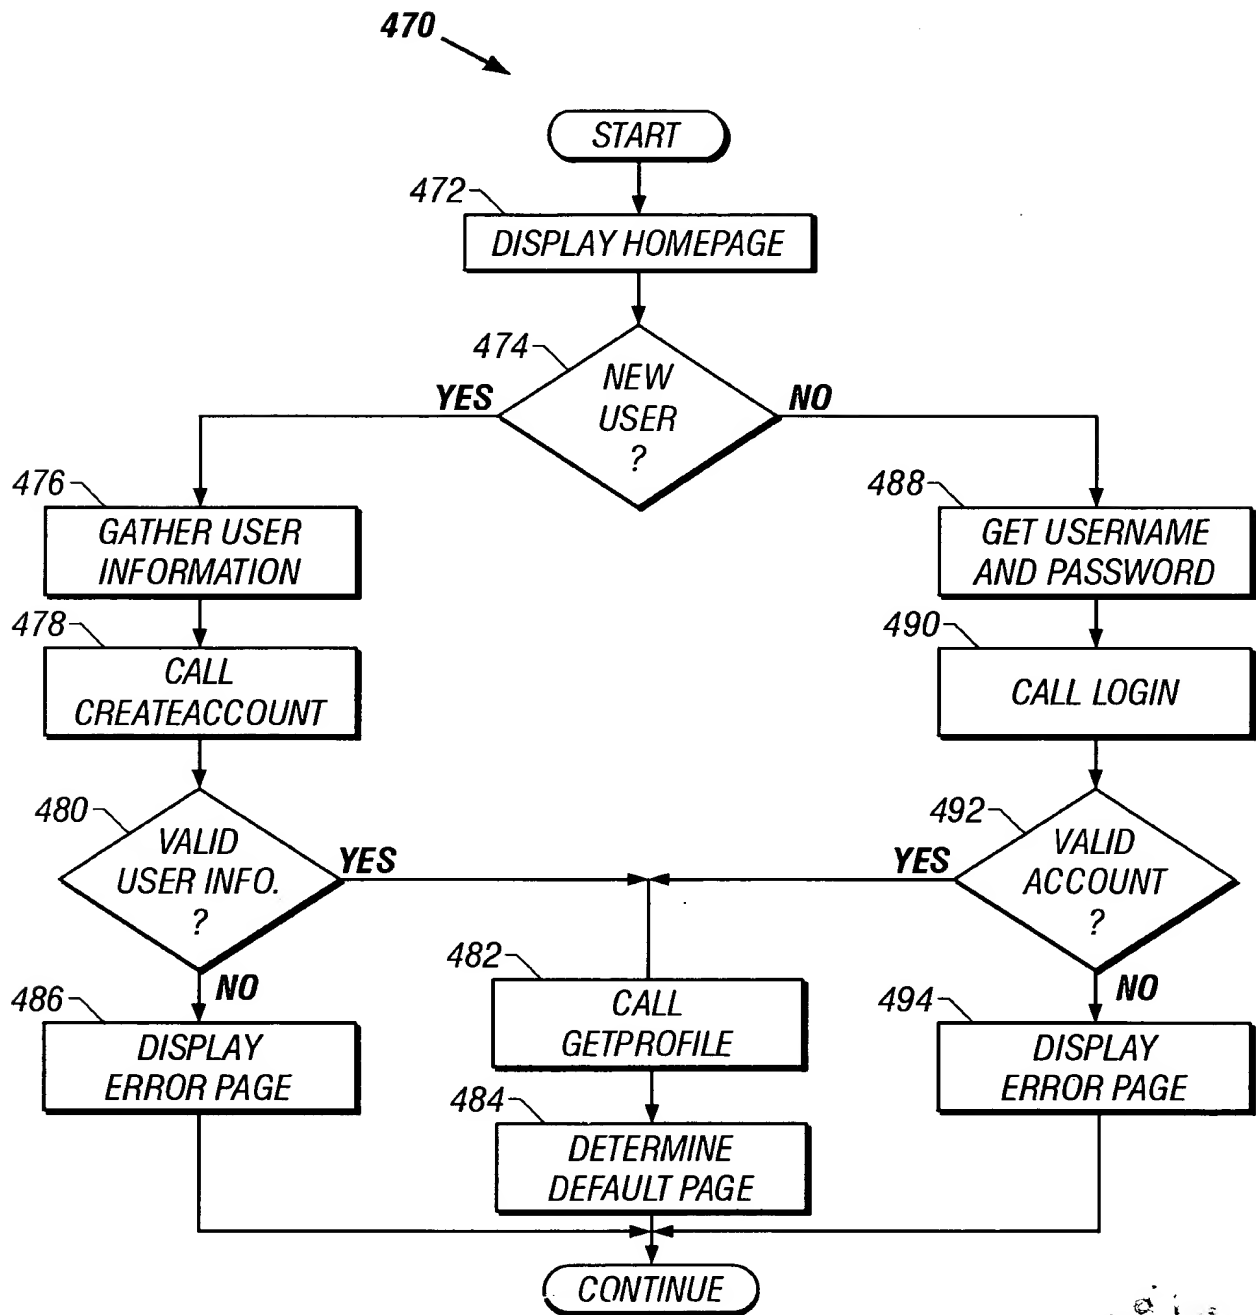 470
START
472
DISPLAY HOMEPAGE
474
NEW
USER
?
YES
NO
476
GATHER USER
INFORMATION
488
GET USERNAME
AND PASSWORD
478
CALL
CREATEACCOUNT
490
CALL LOGIN
480
VALID
USER INFO.
?
YES
492
VALID
ACCOUNT
?
YES
NO
482
CALL
GETPROFILE
NO
486
DISPLAY
ERROR PAGE
484
DETERMINE
DEFAULT PAGE
494
DISPLAY
ERROR PAGE
CONTINUE